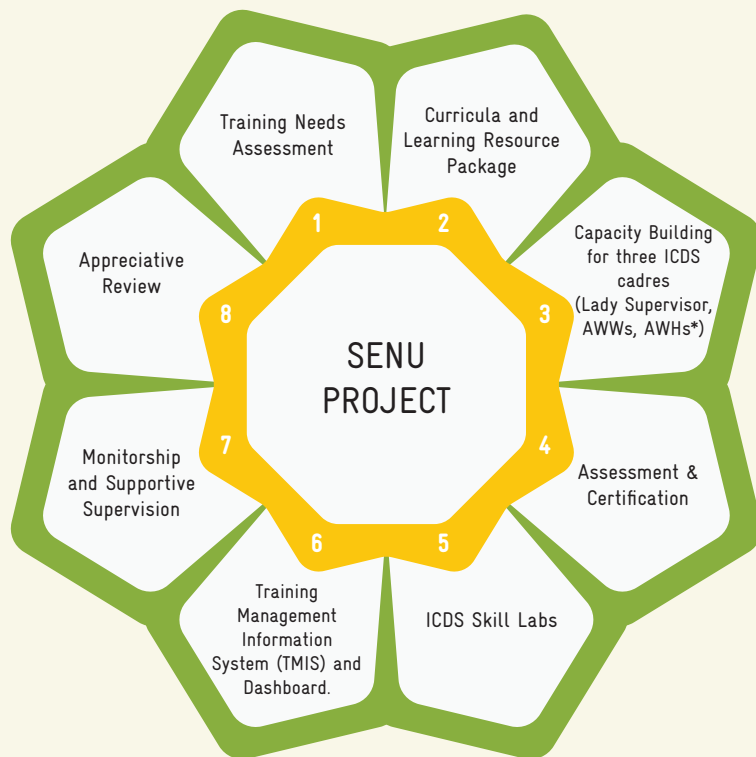 SENU
PROJECT
1
Training Needs
Assessment
2
Curricula and
Learning Resource
Package
3
Capacity Building
for three ICDS
cadres
(Lady Supervisor,
AWWs, AWHs*)
4
Assessment &
Certification
5
ICDS Skill Labs
6
Training
Management
Information
System (TMIS) and
Dashboard.
7
Monitorship
and Supportive
Supervision
8
Appreciative
Review